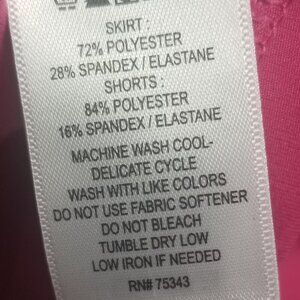 SKIRT :
72% POLYESTER
28% SPANDEX / ELASTANE
SHORTS :
84% POLYESTER
16% SPANDEX / ELASTANE
MACHINE WASH COOL-
DELICATE CYCLE
WASH WITH LIKE COLORS
DO NOT USE FABRIC SOFTENER
DO NOT BLEACH
TUMBLE DRY LOW
LOW IRON IF NEEDED
RN# 75343